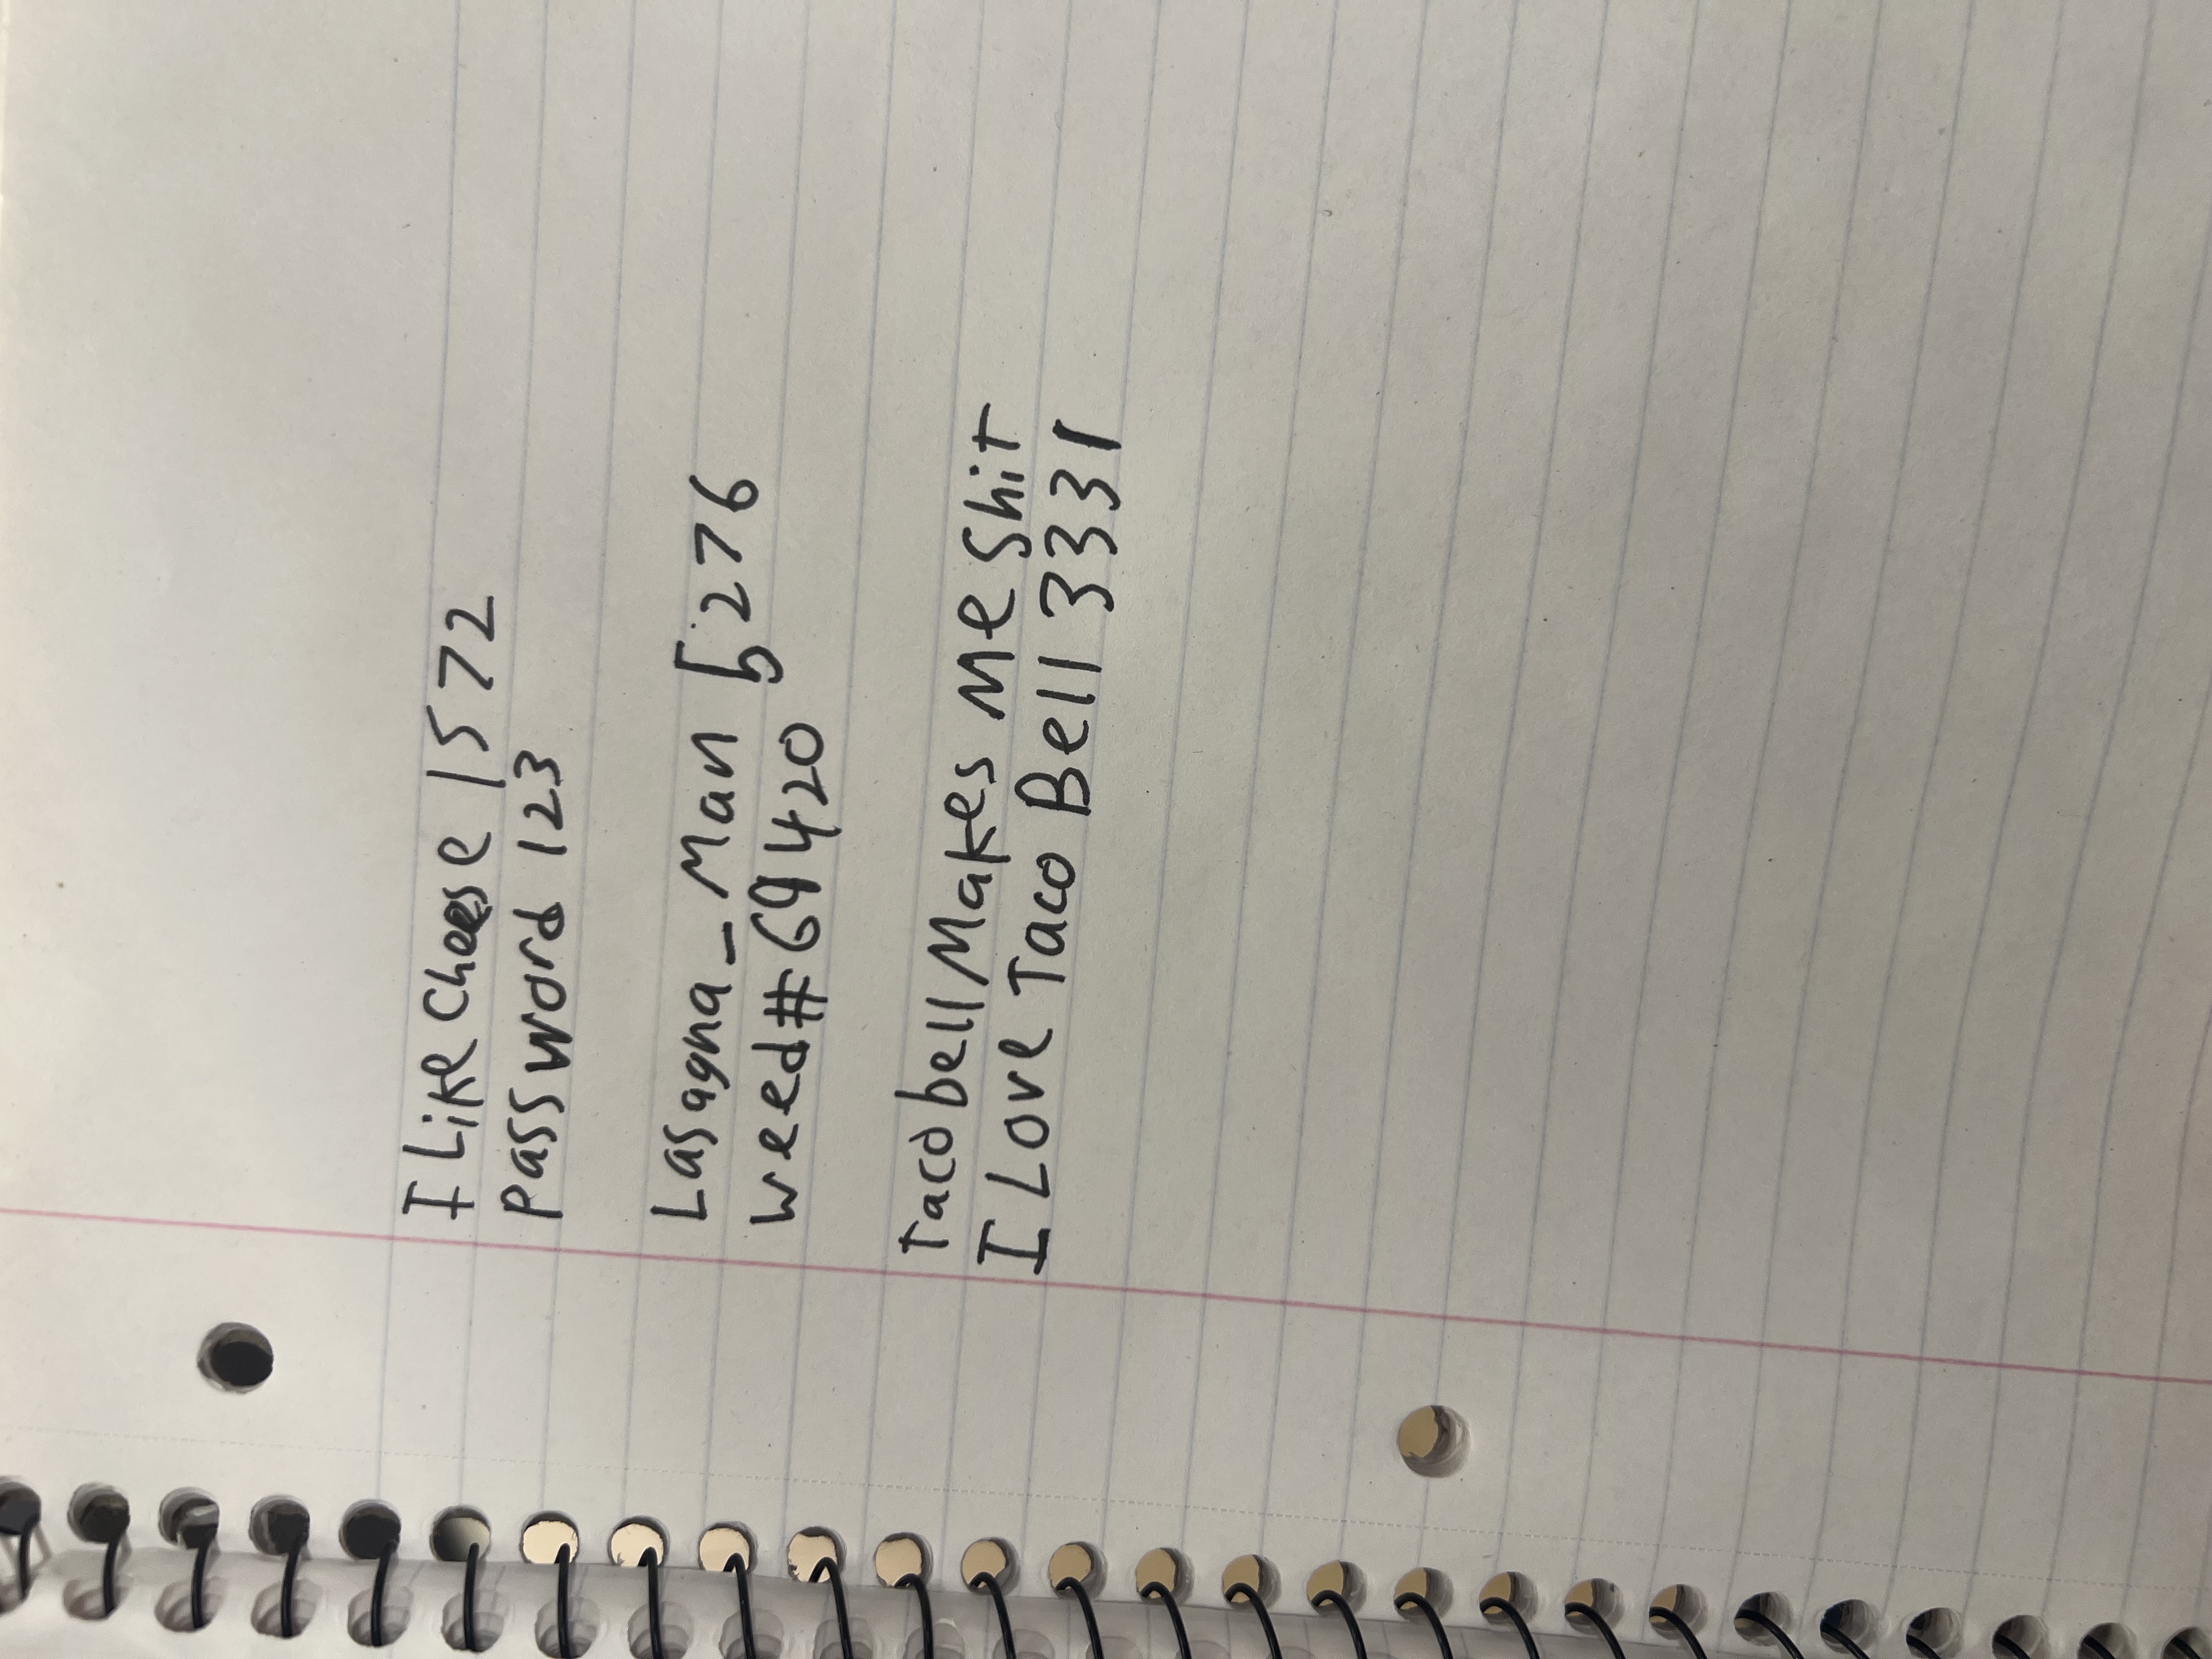 I Like Cheese 1572
password 123
Lasagna_Man 5276
weed#69420
Taco bell Makes Me Shit
I Love Taco Bell 3331